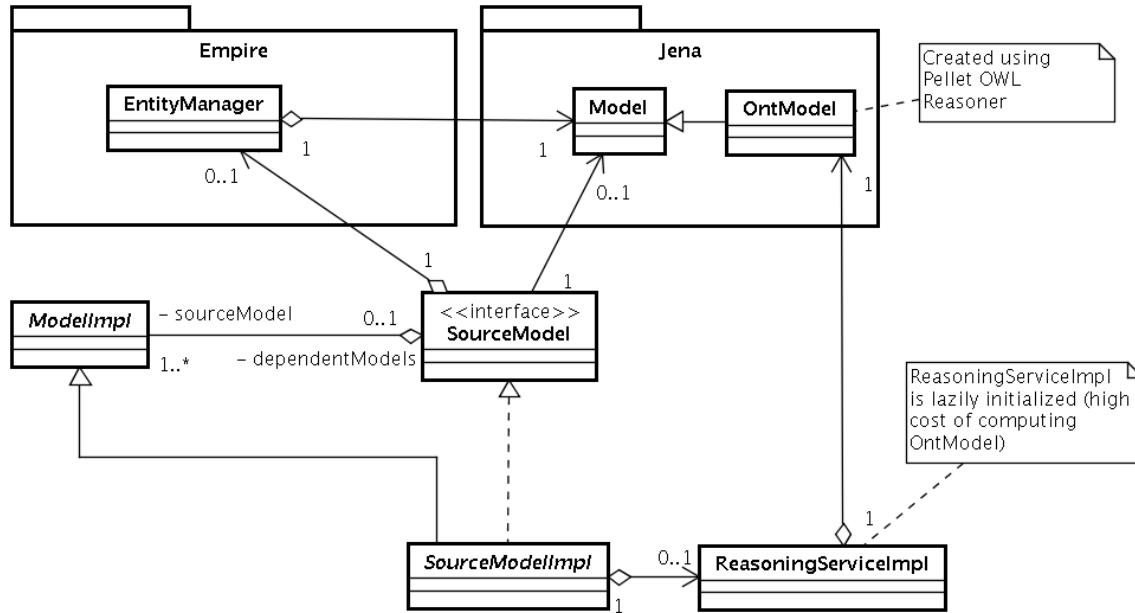 Empire
Jena
EntityManager
Model
OntModel
Created using
Pellet OWL
Reasoner
1
1
0..1
0..1
1
1
1
<<interface>>
SourceModel
ModelImpl
– sourceModel
0..1
1..*
– dependentModels
ReasoningServiceImpl
is lazily initialized (high
cost of computing
OntModel)
1
SourceModelImpl
0..1
1
ReasoningServiceImpl